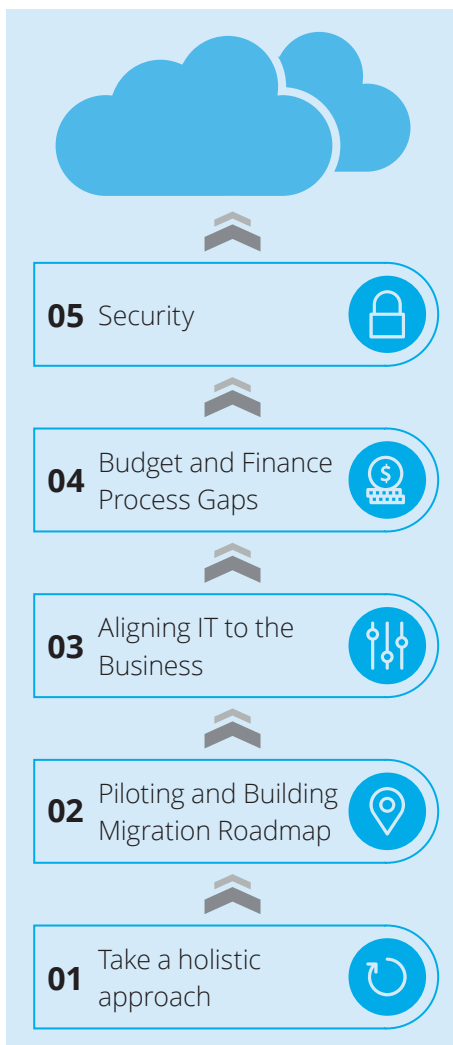 05 Security
04 Budget and Finance
Process Gaps
03 Aligning IT to the
Business
02 Piloting and Building
Migration Roadmap
01 Take a holistic
approach